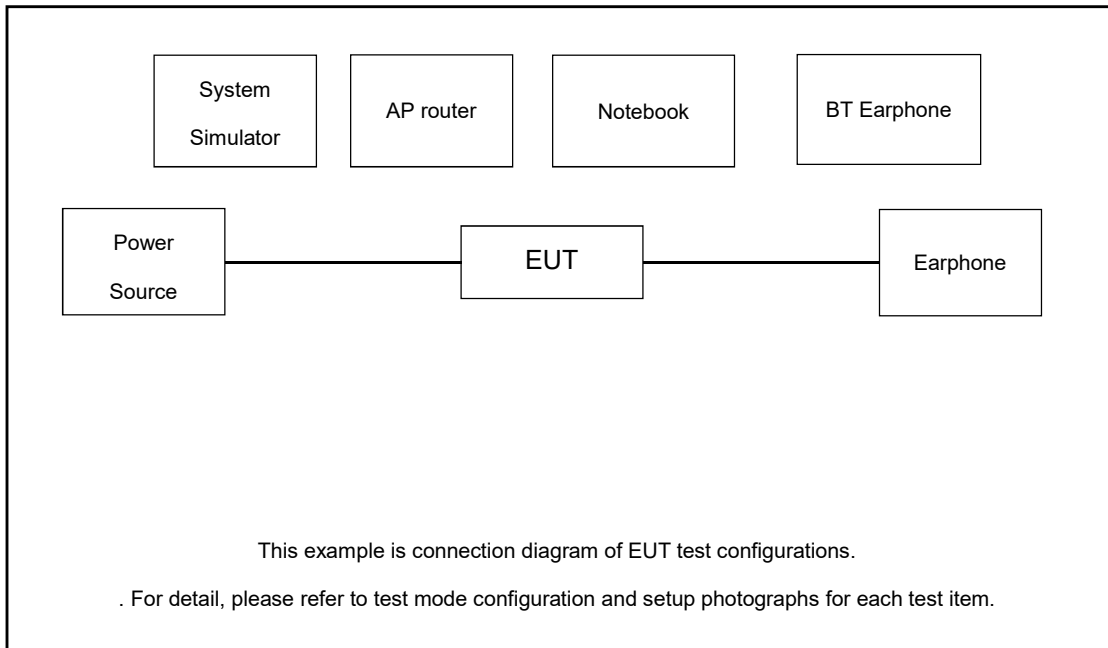 System
Simulator
AP router
Notebook
BT Earphone
Power
Source
EUT
Earphone
This example is connection diagram of EUT test configurations.
. For detail, please refer to test mode configuration and setup photographs for each test item.